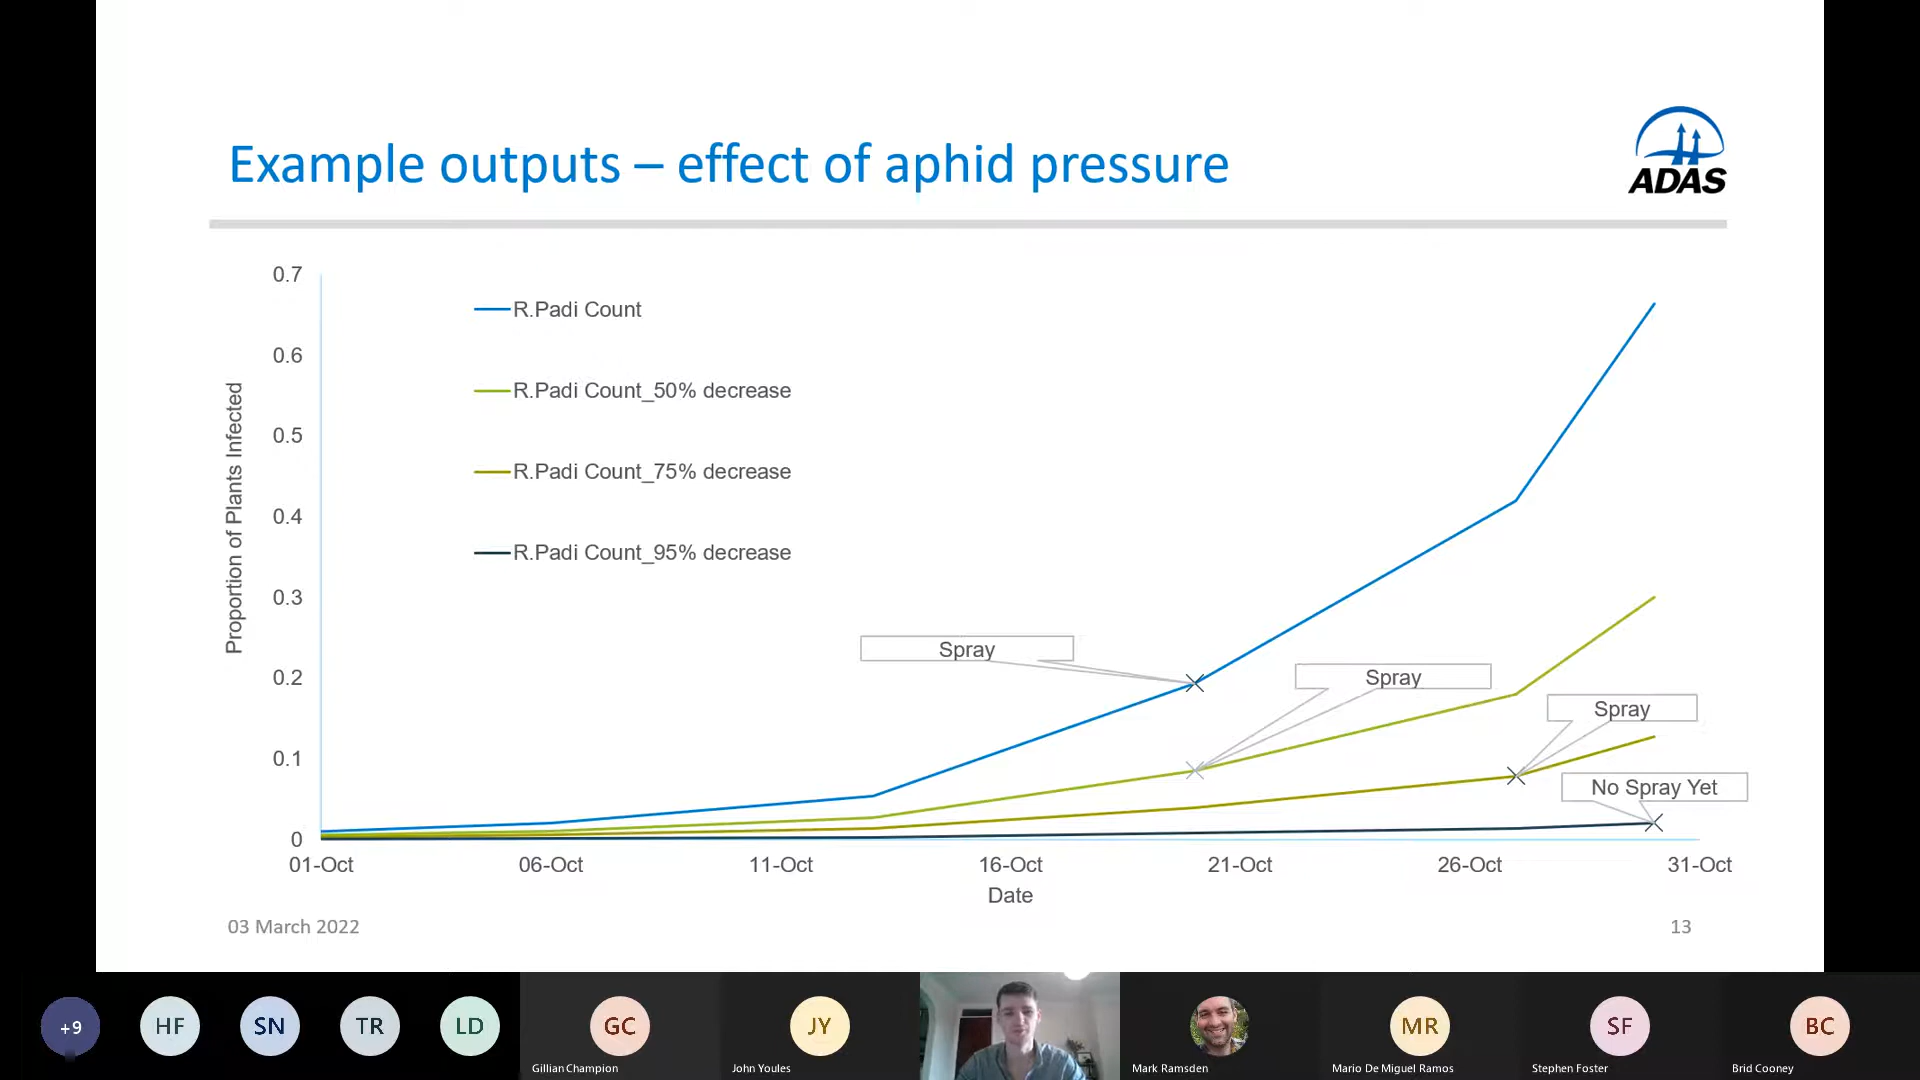 Example outputs – effect of aphid pressure
ADAS
0.7
0.6
0.5
0.4
0.3
0.2
0.1
0
Proportion of Plants Infected
R.Padi Count
R.Padi Count_50% decrease
R.Padi Count_75% decrease
R.Padi Count_95% decrease
Spray
Spray
Spray
No Spray Yet
01-Oct 06-Oct 11-Oct 16-Oct 21-Oct 26-Oct 31-Oct
Date
03 March 2022
13
+9 HF SN TR LD GC JY MR SF BC
Gillian Champion John Youles Mark Ramsden Mario De Miguel Ramos Stephen Foster Brid Cooney